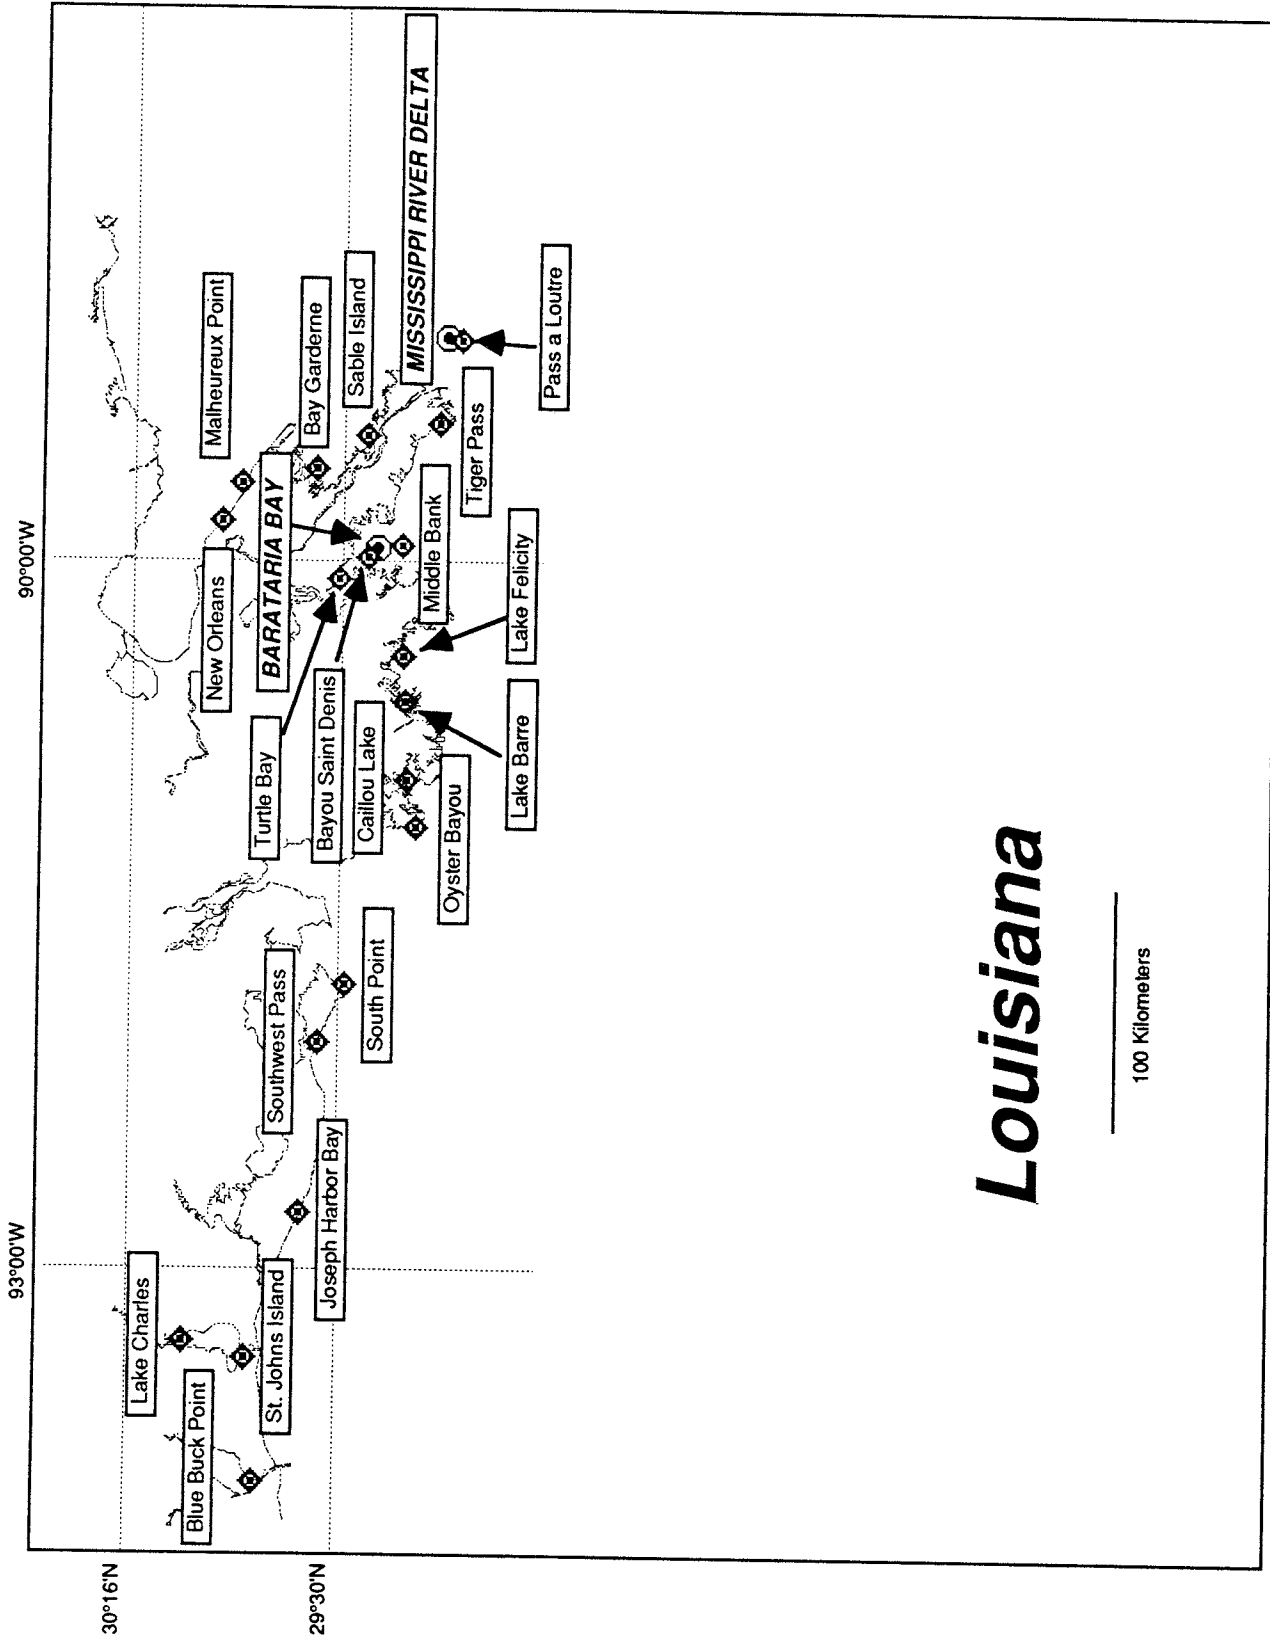 93°00'W
90°00'W
30°16'N
29°30'N
Lake Charles
Blue Buck Point
St. Johns Island
Joseph Harbor Bay
Southwest Pass
South Point
Turtle Bay
Bayou Saint Denis
Caillou Lake
Oyster Bayou
Lake Barre
Lake Felicity
New Orleans
BARATARIA BAY
Middle Bank
Malheureux Point
Bay Garderne
Sable Island
MISSISSIPPI RIVER DELTA
Tiger Pass
Pass a Loutre
Louisiana
100 Kilometers